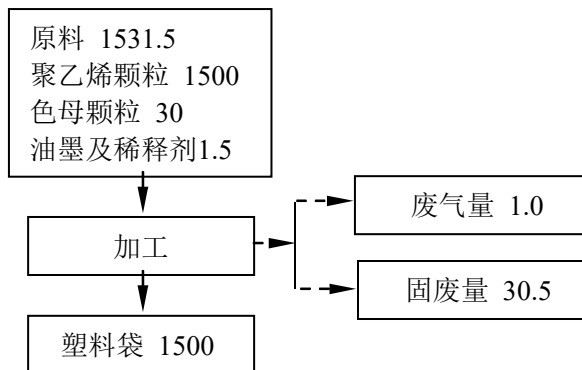 原料 1531.5
聚乙烯颗粒 1500
色母颗粒 30
油墨及稀释剂1.5
加工
废气量 1.0
固废量 30.5
塑料袋 1500